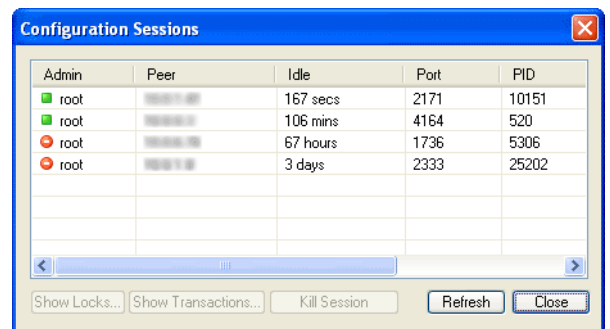 Configuration Sessions
Admin Peer Idle Port PID
root 167 secs 2171 10151
root 106 mins 4164 520
root 67 hours 1736 5306
root 3 days 2333 25202
Show Locks... Show Transactions... Kill Session Refresh Close